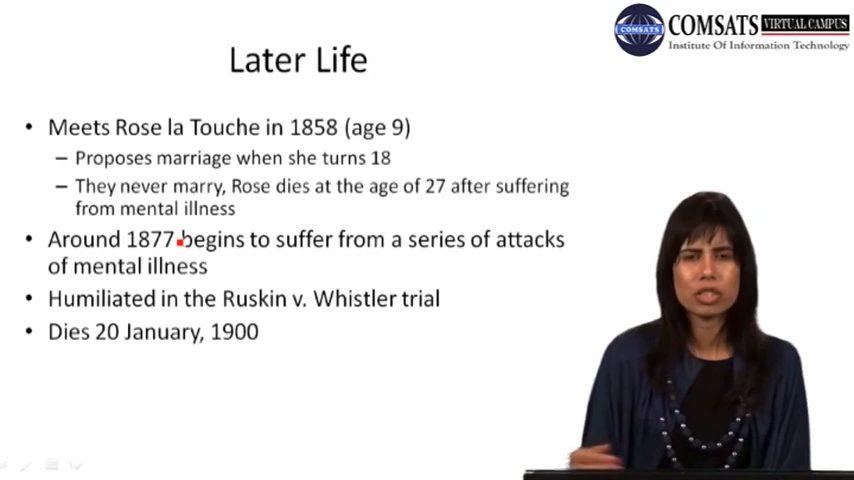 COMSATS VIRTUAL CAMPUS
COMSATS
Institute Of Information Technology
Later Life
• Meets Rose la Touche in 1858 (age 9)
– Proposes marriage when she turns 18
– They never marry, Rose dies at the age of 27 after suffering
from mental illness
• Around 1877 begins to suffer from a series of attacks
of mental illness
• Humiliated in the Ruskin v. Whistler trial
• Dies 20 January, 1900